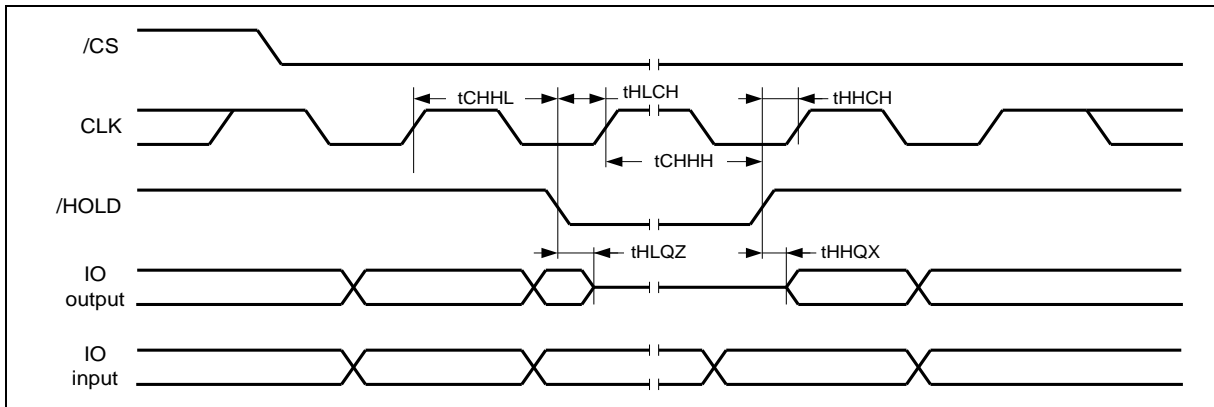 /CS
tCHHL
tHLCH
tHHCH
CLK
tCHHH
/HOLD
tHLQZ
tHHQX
IO
output
IO
input